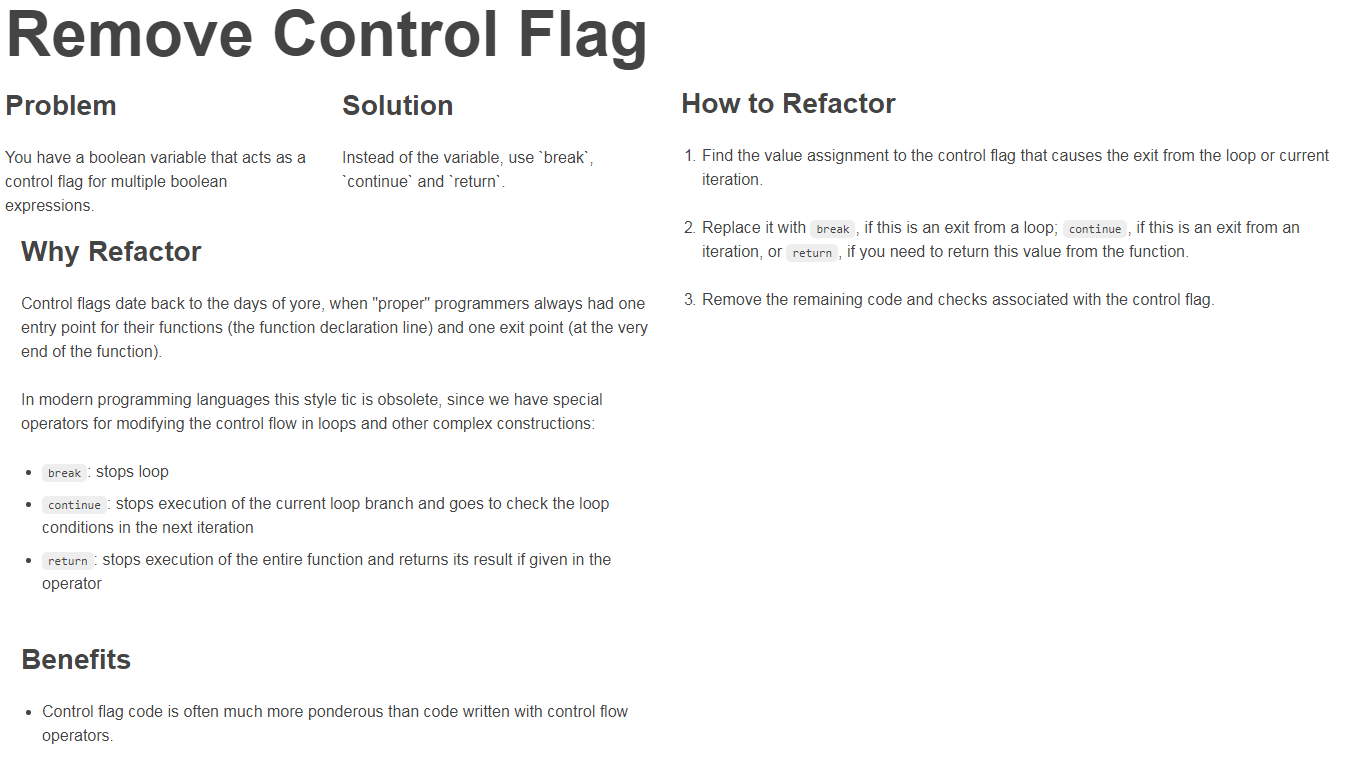 Remove Control Flag
Problem
You have a boolean variable that acts as a
control flag for multiple boolean
expressions.
Solution
Instead of the variable, use `break`,
`continue` and `return`.
Why Refactor
Control flags date back to the days of yore, when "proper" programmers always had one
entry point for their functions (the function declaration line) and one exit point (at the very
end of the function).
In modern programming languages this style tic is obsolete, since we have special
operators for modifying the control flow in loops and other complex constructions:
• break: stops loop
• continue: stops execution of the current loop branch and goes to check the loop
conditions in the next iteration
• return: stops execution of the entire function and returns its result if given in the
operator
Benefits
• Control flag code is often much more ponderous than code written with control flow
operators.
How to Refactor
1. Find the value assignment to the control flag that causes the exit from the loop or current
iteration.
2. Replace it with break, if this is an exit from a loop; continue, if this is an exit from an
iteration, or return, if you need to return this value from the function.
3. Remove the remaining code and checks associated with the control flag.